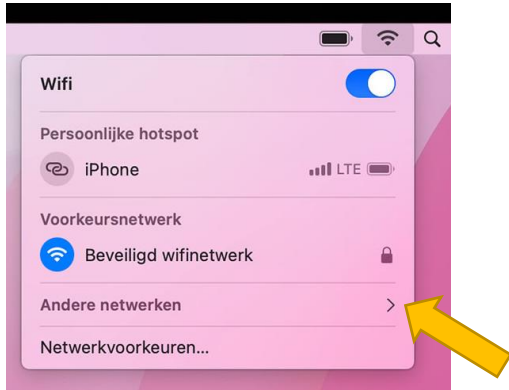 Wifi
Persoonlijke hotspot
iPhone LTE
Voorkeursnetwerk
Beveiligd wifinetwerk
Andere netwerken
Netwerkvoorkeuren...